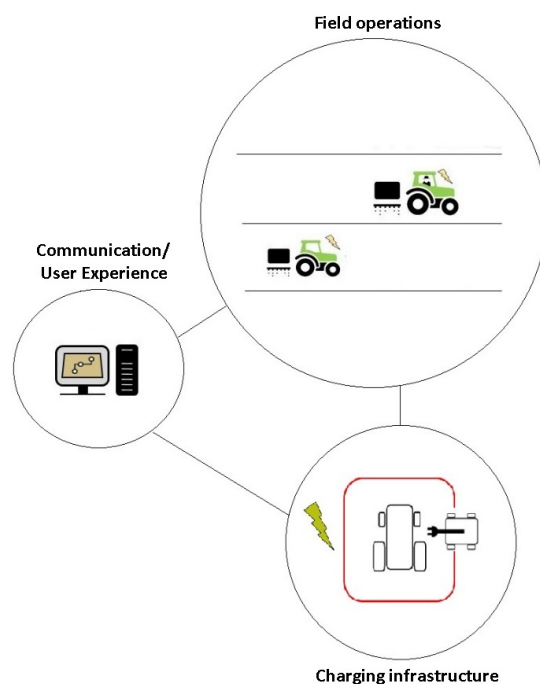 Field operations
Communication/
User Experience
Charging infrastructure